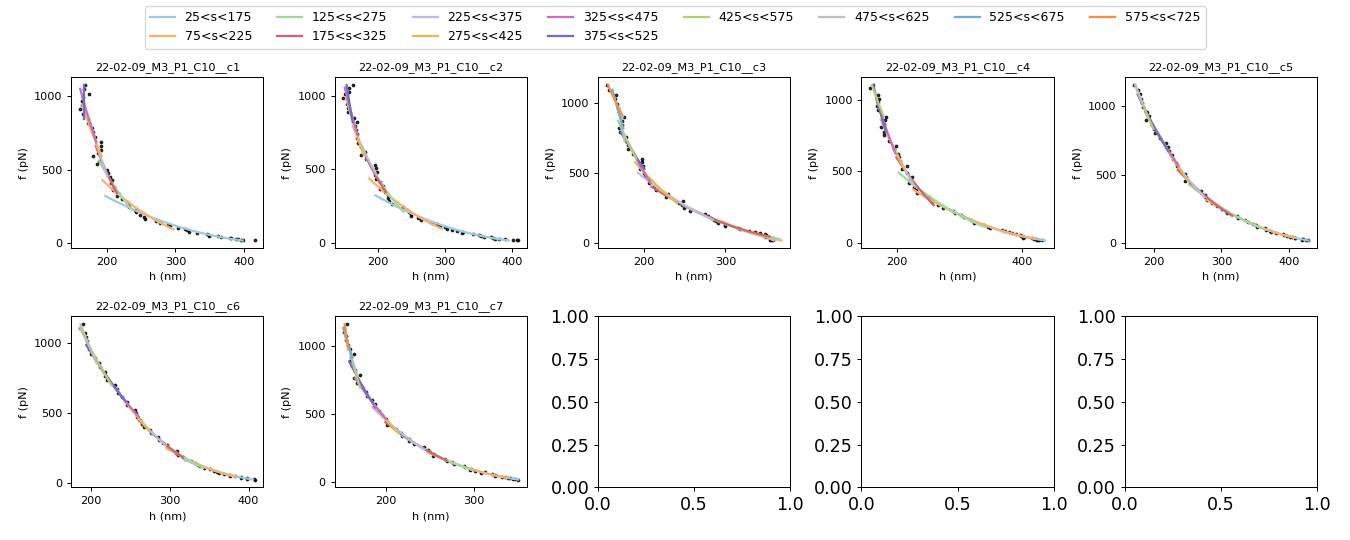 25<s<175 125<s<275 225<s<375 325<s<475 425<s<575 475<s<625 525<s<675 575<s<725
75<s<225 175<s<325 275<s<425 375<s<525
22-02-09_M3_P1_C10__c1 22-02-09_M3_P1_C10__c2 22-02-09_M3_P1_C10__c3 22-02-09_M3_P1_C10__c4 22-02-09_M3_P1_C10__c5
1000 1000 1000 1000 1000
f (pN) f (pN) f (pN) f (pN) f (pN)
500 500 500 500 500
0 0 0 0 0
200 300 400 200 300 400 200 300 200 400 200 300 400
h (nm) h (nm) h (nm) h (nm) h (nm)
22-02-09_M3_P1_C10__c6 22-02-09_M3_P1_C10__c7
1.00 1.00 1.00
1000 1000 0.75 0.75 0.75
f (pN) f (pN)
500 500 0.50 0.50 0.50
0.25 0.25 0.25
0 0 0.00 0.00 0.00
200 300 400 200 300 0.0 0.5 1.0 0.0 0.5 1.0 0.0 0.5 1.0
h (nm) h (nm)